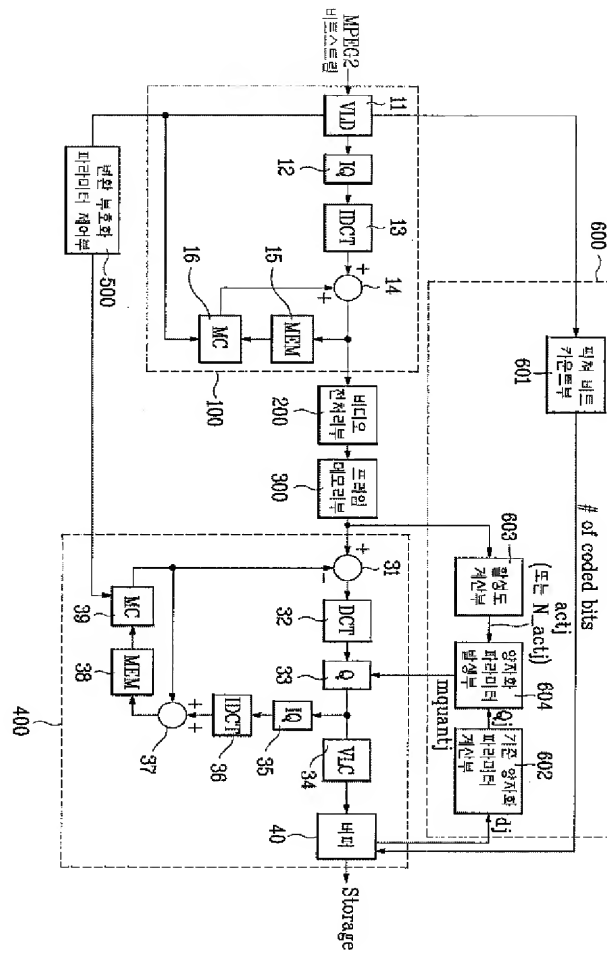 MPEG2
비트스트림
VLD
11
IQ
12
IDCT
13
14
MEM
15
MC
16
100
변환 부호화
파라미터 제어부
500
비디오
전처리부
200
프레임
메모리부
300
600
픽쳐 비트
카운트부
601
# of coded bits
활성도
계산부
603
actj
(또는 N_actj)
양자화
파라미터
발생부
604
Qj
mquantj
기준 양자화
파라미터
계산부
602
dj
31
DCT
32
Q
33
VLC
34
IQ
35
IDCT
36
37
MEM
38
MC
39
버퍼
40
400
Storage